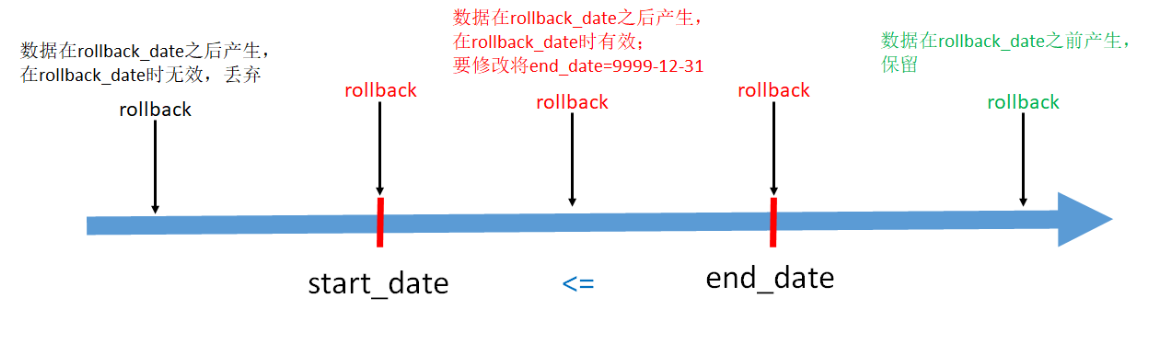 数据在rollback_date之后产生，
在rollback_date时无效，丢弃
rollback
rollback
数据在rollback_date之后产生，
在rollback_date时有效；
要修改将end_date=9999-12-31
rollback
rollback
数据在rollback_date之前产生，
保留
rollback
start_date
<=
end_date